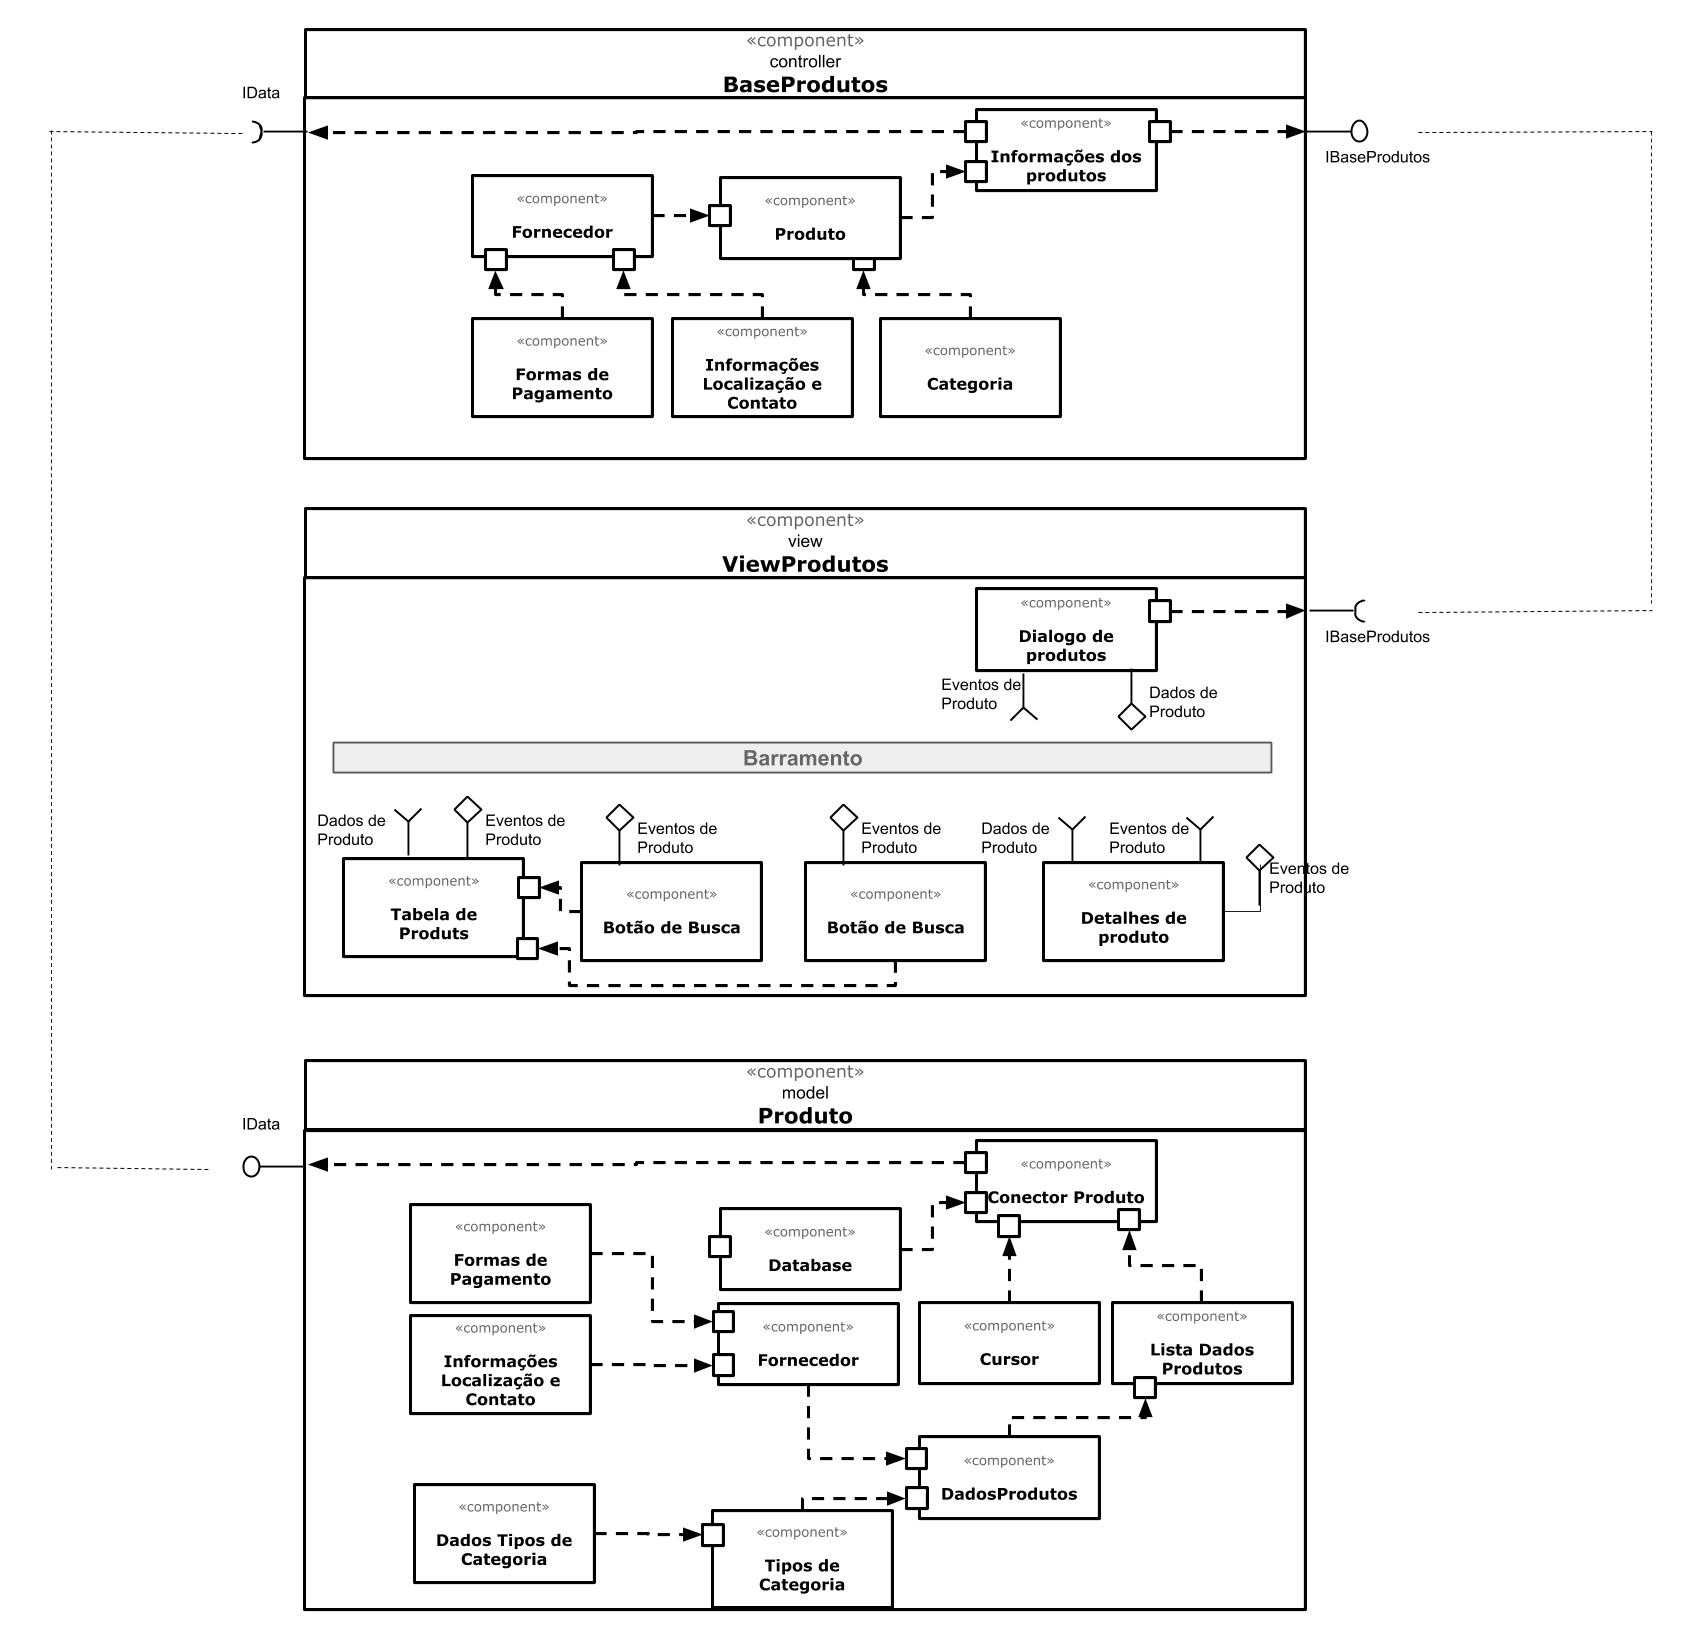 «component»
controller
BaseProdutos
IData
«component»
Informações dos
produtos
IBaseProdutos
«component»
Fornecedor
«component»
Produto
«component»
Formas de
Pagamento
«component»
Informações
Localização e
Contato
«component»
Categoria
«component»
view
ViewProdutos
«component»
Dialogo de
produtos
IBaseProdutos
Eventos de
Produto
Dados de
Produto
Barramento
Dados de
Produto
Eventos de
Produto
Eventos de
Produto
Eventos de
Produto
Dados de
Produto
Eventos de
Produto
Eventos de
Produto
«component»
Tabela de
Produts
«component»
Botão de Busca
«component»
Botão de Busca
«component»
Detalhes de
produto
«component»
model
Produto
IData
«component»
Conector Produto
«component»
Formas de
Pagamento
«component»
Database
«component»
Informações
Localização e
Contato
«component»
Fornecedor
«component»
Cursor
«component»
Lista Dados
Produtos
«component»
DadosProdutos
«component»
Dados Tipos de
Categoria
«component»
Tipos de
Categoria